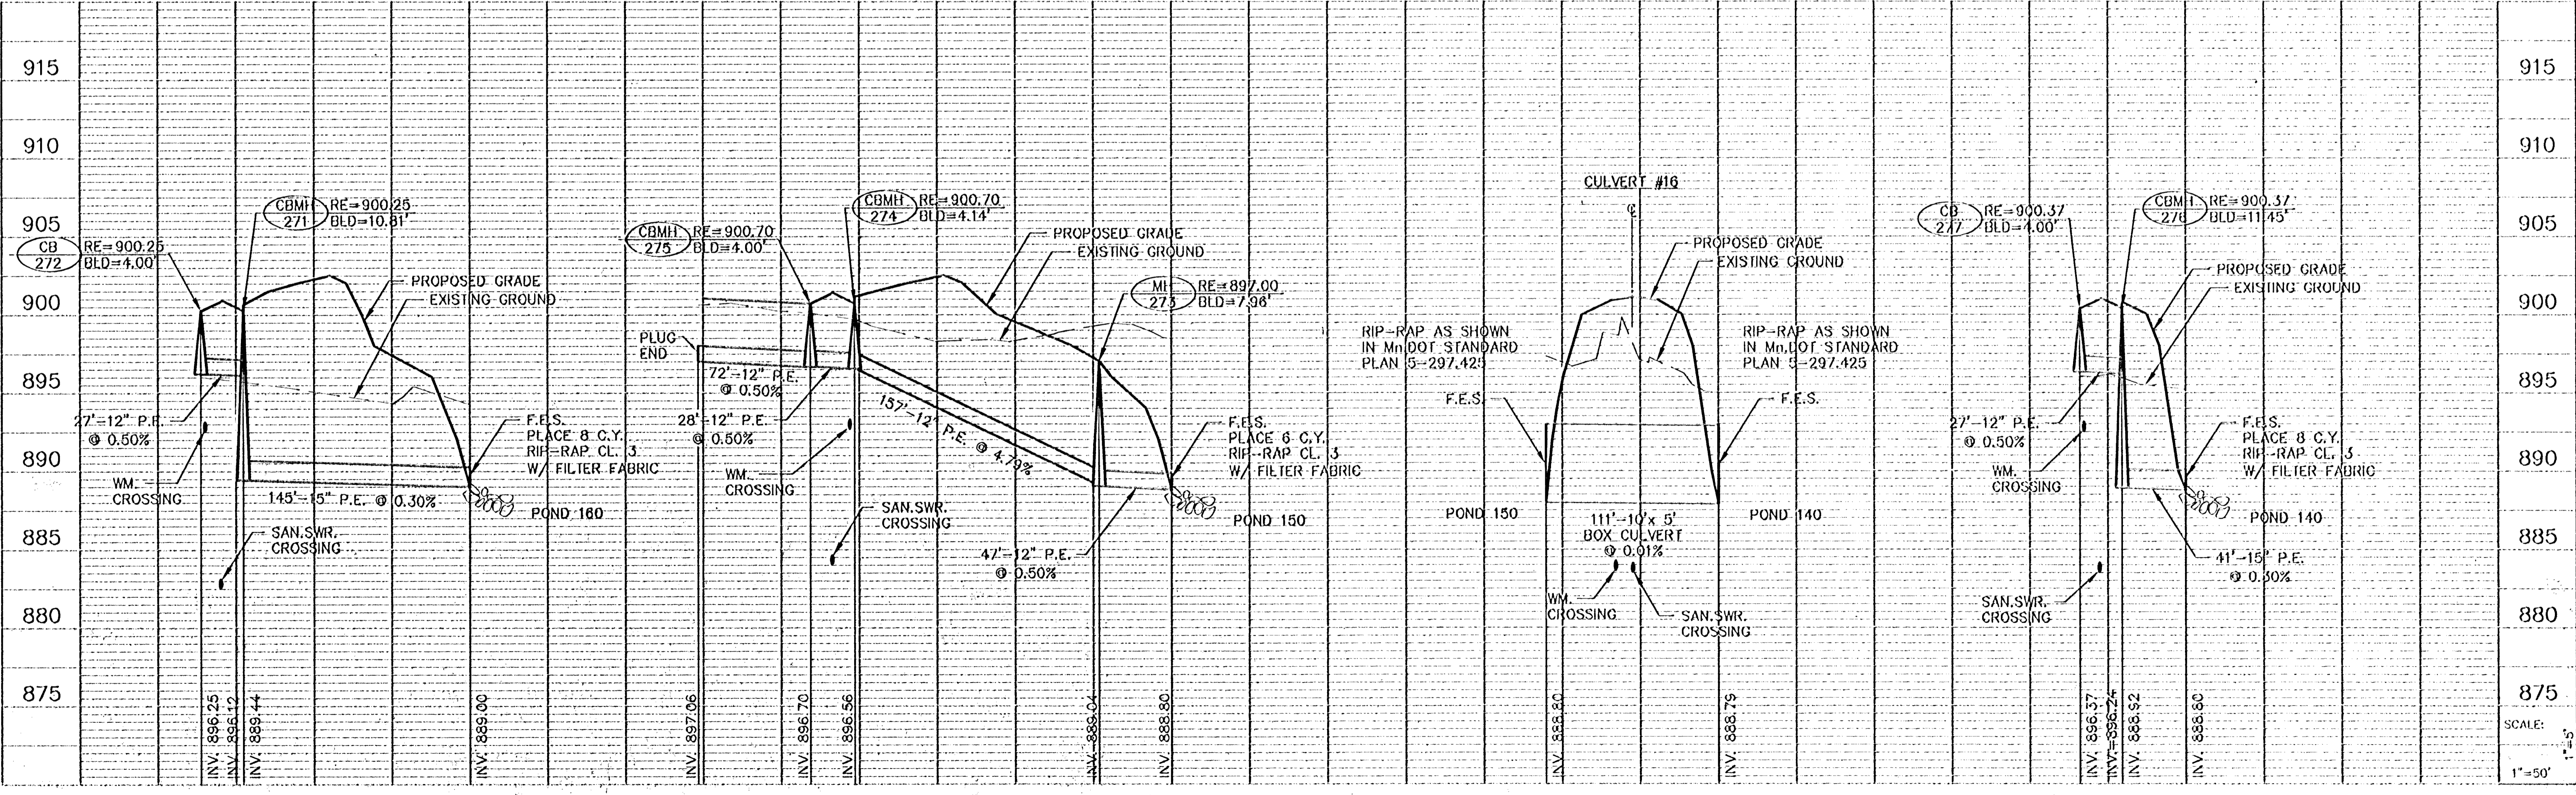 915
910
905
900
895
890
885
880
875
CB
272
RE=900.25
BLD=4.00'
CBMH
271
RE=900.25
BLD=10.81'
PROPOSED GRADE
EXISTING GROUND
27'-12" P.E.
@ 0.50%
WM.
CROSSING
145'-15" P.E. @ 0.30%
SAN.SWR.
CROSSING
F.E.S.
PLACE 8 C.Y.
RIP-RAP CL. 3
W/ FILTER FABRIC
POND 160
INV. 896.25
INV. 896.12
INV. 889.44
INV. 889.00
CBMH
275
RE=900.70
BLD=4.00'
CBMH
274
RE=900.70
BLD=4.14'
PROPOSED GRADE
EXISTING GROUND
MH
273
RE=897.00
BLD=7.96'
PLUG
END
72'-12" P.E.
@ 0.50%
28'-12" P.E.
@ 0.50%
157'-12" P.E. @ 4.79%
WM.
CROSSING
SAN.SWR.
CROSSING
47'-12" P.E.
@ 0.50%
F.E.S.
PLACE 6 C.Y.
RIP-RAP CL. 3
W/ FILTER FABRIC
POND 150
INV. 897.06
INV. 896.70
INV. 896.56
INV. 889.04
INV. 888.80
CULVERT #16
PROPOSED GRADE
EXISTING GROUND
RIP-RAP AS SHOWN
IN Mn.DOT STANDARD
PLAN 5-297.425
RIP-RAP AS SHOWN
IN Mn.DOT STANDARD
PLAN 5-297.425
F.E.S.
F.E.S.
POND 150
POND 140
111'-10'x 5'
BOX CULVERT
@ 0.01%
WM.
CROSSING
SAN.SWR.
CROSSING
INV. 888.80
INV. 888.79
CB
277
RE=900.37
BLD=4.00'
CBMH
276
RE=900.37
BLD=11.45'
PROPOSED GRADE
EXISTING GROUND
27'-12" P.E.
@ 0.50%
WM.
CROSSING
F.E.S.
PLACE 8 C.Y.
RIP-RAP CL. 3
W/ FILTER FABRIC
POND 140
41'-15" P.E.
@ 0.30%
SAN.SWR.
CROSSING
INV. 896.37
INV.=896.24
INV. 888.92
INV. 888.80
915
910
905
900
895
890
885
880
875
SCALE:
1"=5'
1"=50'